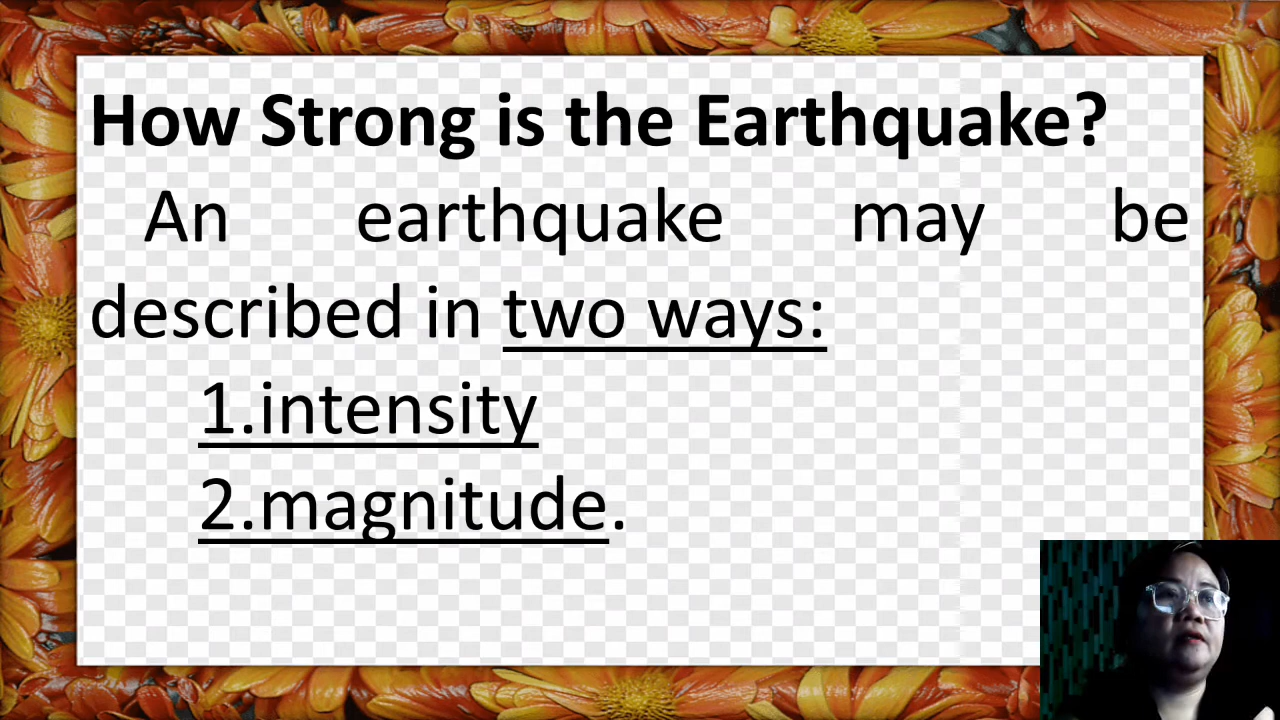 How Strong is the Earthquake?
An earthquake may be
described in two ways:
1.intensity
2.magnitude.